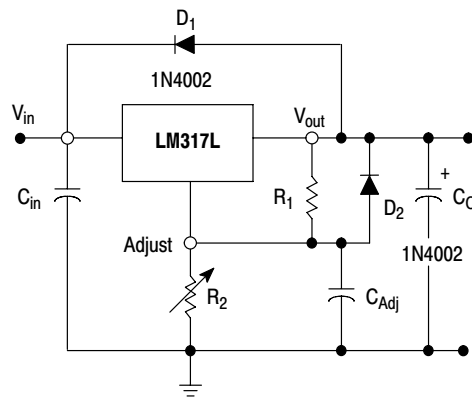 D1
1N4002
Vin
LM317L
Vout
Cin
R1
D2
+
CO
1N4002
Adjust
R2
CAdj